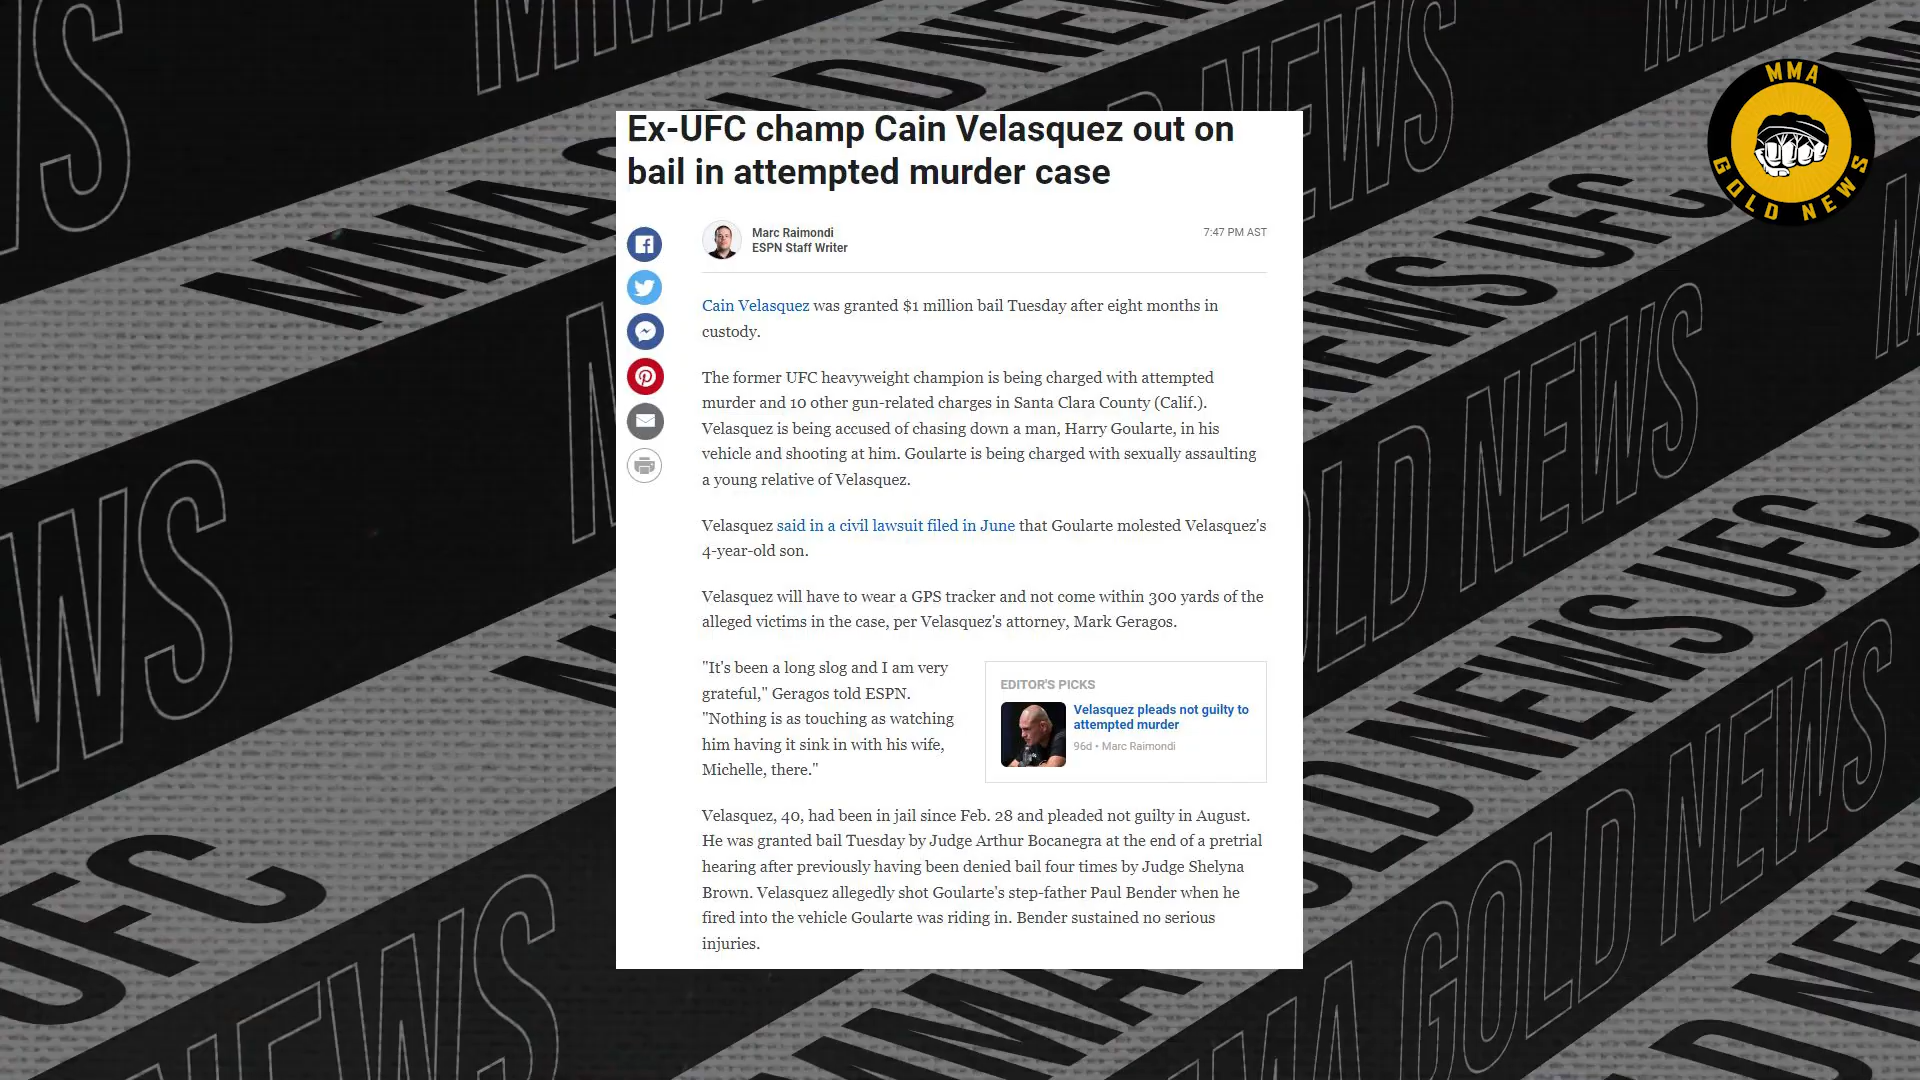 Ex-UFC champ Cain Velasquez out on
bail in attempted murder case
Marc Raimondi
ESPN Staff Writer
7:47 PM AST
Cain Velasquez was granted $1 million bail Tuesday after eight months in
custody.
The former UFC heavyweight champion is being charged with attempted
murder and 10 other gun-related charges in Santa Clara County (Calif.).
Velasquez is being accused of chasing down a man, Harry Goularte, in his
vehicle and shooting at him. Goularte is being charged with sexually assaulting
a young relative of Velasquez.
Velasquez said in a civil lawsuit filed in June that Goularte molested Velasquez's
4-year-old son.
Velasquez will have to wear a GPS tracker and not come within 300 yards of the
alleged victims in the case, per Velasquez's attorney, Mark Geragos.
"It's been a long slog and I am very
grateful," Geragos told ESPN.
"Nothing is as touching as watching
him having it sink in with his wife,
Michelle, there."
EDITOR'S PICKS
Velasquez pleads not guilty to
attempted murder
96d • Marc Raimondi
Velasquez, 40, had been in jail since Feb. 28 and pleaded not guilty in August.
He was granted bail Tuesday by Judge Arthur Bocanegra at the end of a pretrial
hearing after previously having been denied bail four times by Judge Shelyna
Brown. Velasquez allegedly shot Goularte's step-father Paul Bender when he
fired into the vehicle Goularte was riding in. Bender sustained no serious
injuries.
MMA
GOLD NEWS
MMA GOLD NEWS UFC